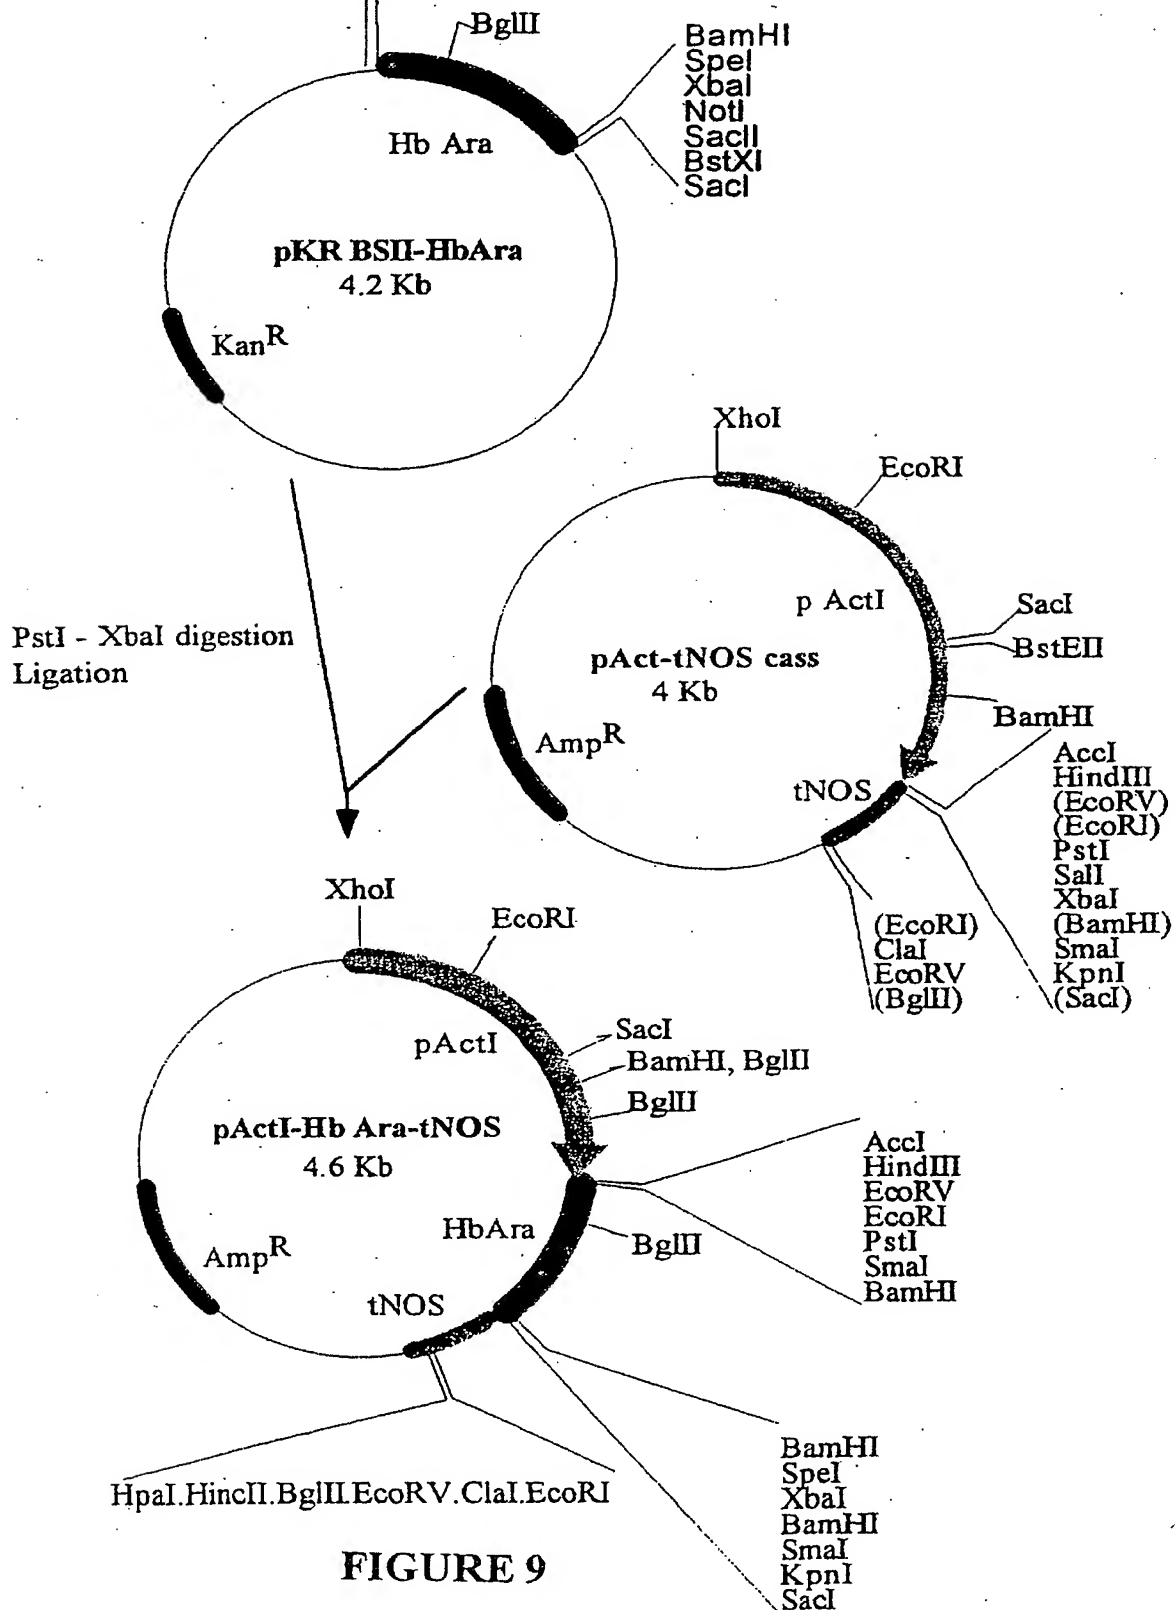 BglII
BamHI
SpeI
XbaI
NotI
SacII
BstXI
SacI
Hb Ara
pKR BSII-HbAra
4.2 Kb
KanR
XhoI
EcoRI
p ActI
SacI
BstEII
PstI - XbaI digestion
Ligation
pAct-tNOS cass
4 Kb
BamHI
AmpR
tNOS
AccI
HindIII
(EcoRV)
(EcoRI)
PstI
SalI
XbaI
(BamHI)
SmaI
KpnI
(SacI)
(EcoRI)
ClaI
EcoRV
(BglII)
XhoI
EcoRI
pActI
SacI
BamHI, BglII
BglII
pActI-Hb Ara-tNOS
4.6 Kb
AccI
HindIII
EcoRV
EcoRI
PstI
SmaI
BamHI
HbAra
BglII
AmpR
tNOS
HpaI.HincII.BglII.EcoRV.ClaI.EcoRI
BamHI
SpeI
XbaI
BamHI
SmaI
KpnI
SacI
FIGURE 9